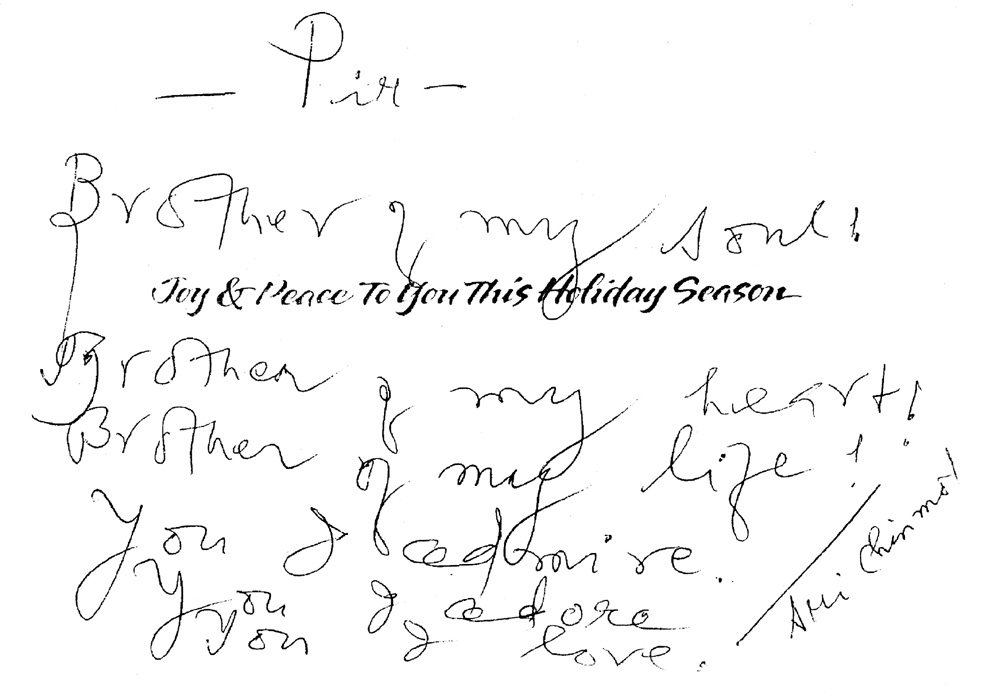 — Pir —
Brother of my soul!
Joy & Peace To You This Holiday Season
Brother of my heart!
Brother of my life!
You I admire.
You I adore
You I love.
Sri Chinmoy